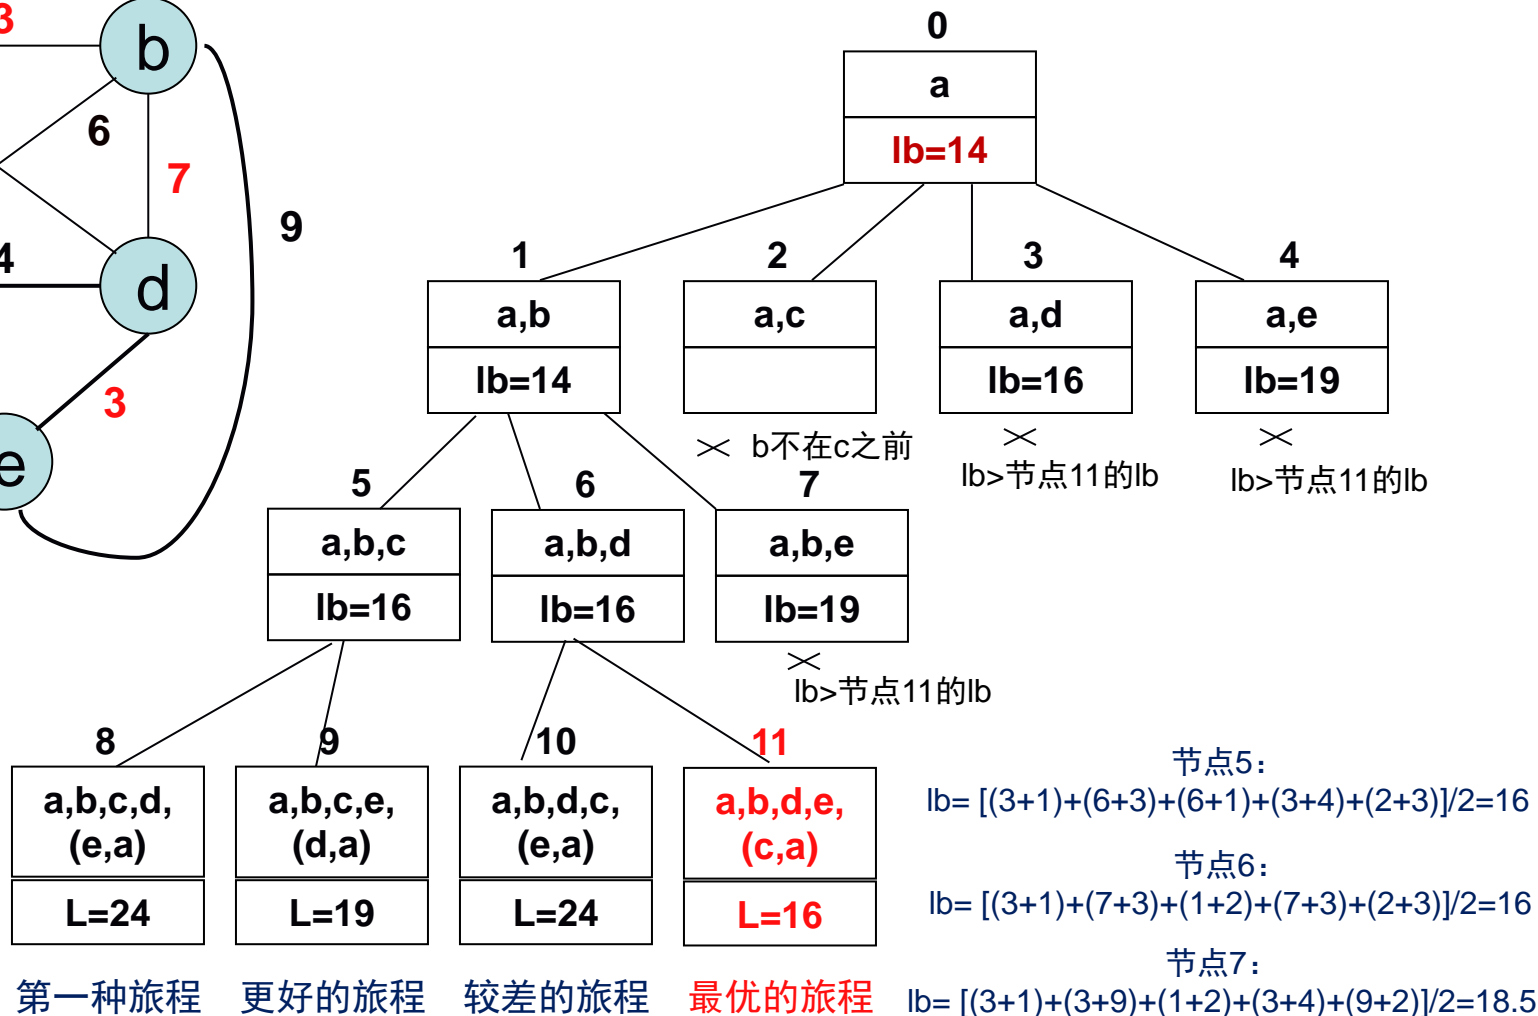 3
b
6
7
9
4
d
3
e
0
a
lb=14
1
2
3
4
a,b
lb=14
a,c
a,d
lb=16
a,e
lb=19
b不在c之前
lb>节点11的lb
lb>节点11的lb
5
6
7
a,b,c
lb=16
a,b,d
lb=16
a,b,e
lb=19
lb>节点11的lb
8
9
10
11
a,b,c,d,
(e,a)
L=24
a,b,c,e,
(d,a)
L=19
a,b,d,c,
(e,a)
L=24
a,b,d,e,
(c,a)
L=16
第一种旅程
更好的旅程
较差的旅程
最优的旅程
节点5：
lb= [(3+1)+(6+3)+(6+1)+(3+4)+(2+3)]/2=16
节点6：
lb= [(3+1)+(7+3)+(1+2)+(7+3)+(2+3)]/2=16
节点7：
lb= [(3+1)+(3+9)+(1+2)+(3+4)+(9+2)]/2=18.5